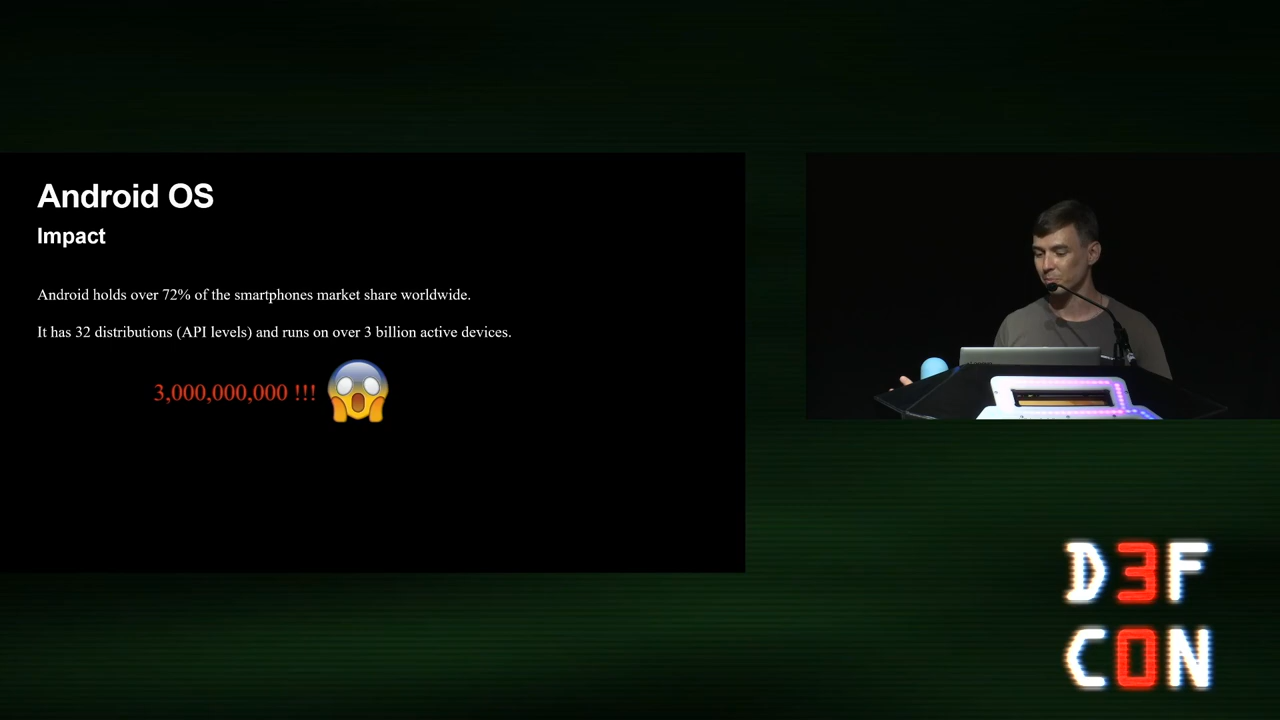 Android OS
Impact
Android holds over 72% of the smartphones market share worldwide.
It has 32 distributions (API levels) and runs on over 3 billion active devices.
3,000,000,000 !!!
D3F
C0N